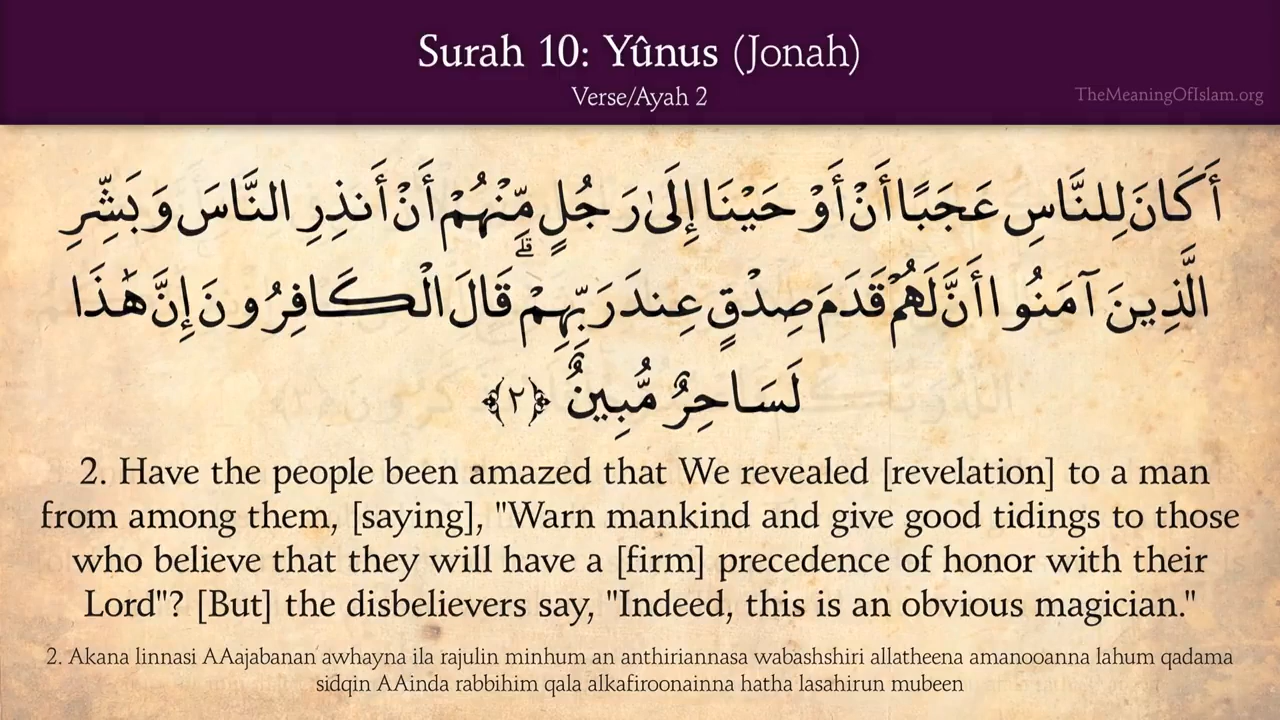 Surah 10: Yûnus (Jonah)
Verse/Ayah 2
TheMeaningOfIslam.org
أَكَانَ لِلنَّاسِ عَجَبًا أَنْ أَوْحَيْنَا إِلَىٰ رَجُلٍ مِّنْهُمْ أَنْ أَنذِرِ النَّاسَ وَبَشِّرِ
الَّذِينَ آمَنُوا أَنَّ لَهُمْ قَدَمَ صِدْقٍ عِندَ رَبِّهِمْ ۗ قَالَ الْكَافِرُونَ إِنَّ هَٰذَا
لَسَاحِرٌ مُّبِينٌ ﴿٢﴾
2. Have the people been amazed that We revealed [revelation] to a man
from among them, [saying], "Warn mankind and give good tidings to those
who believe that they will have a [firm] precedence of honor with their
Lord"? [But] the disbelievers say, "Indeed, this is an obvious magician."
2. Akana linnasi AAajabanan awhayna ila rajulin minhum an anthiriannasa wabashshiri allatheena amanooanna lahum qadama
sidqin AAinda rabbihim qala alkafiroonainna hatha lasahirun mubeen